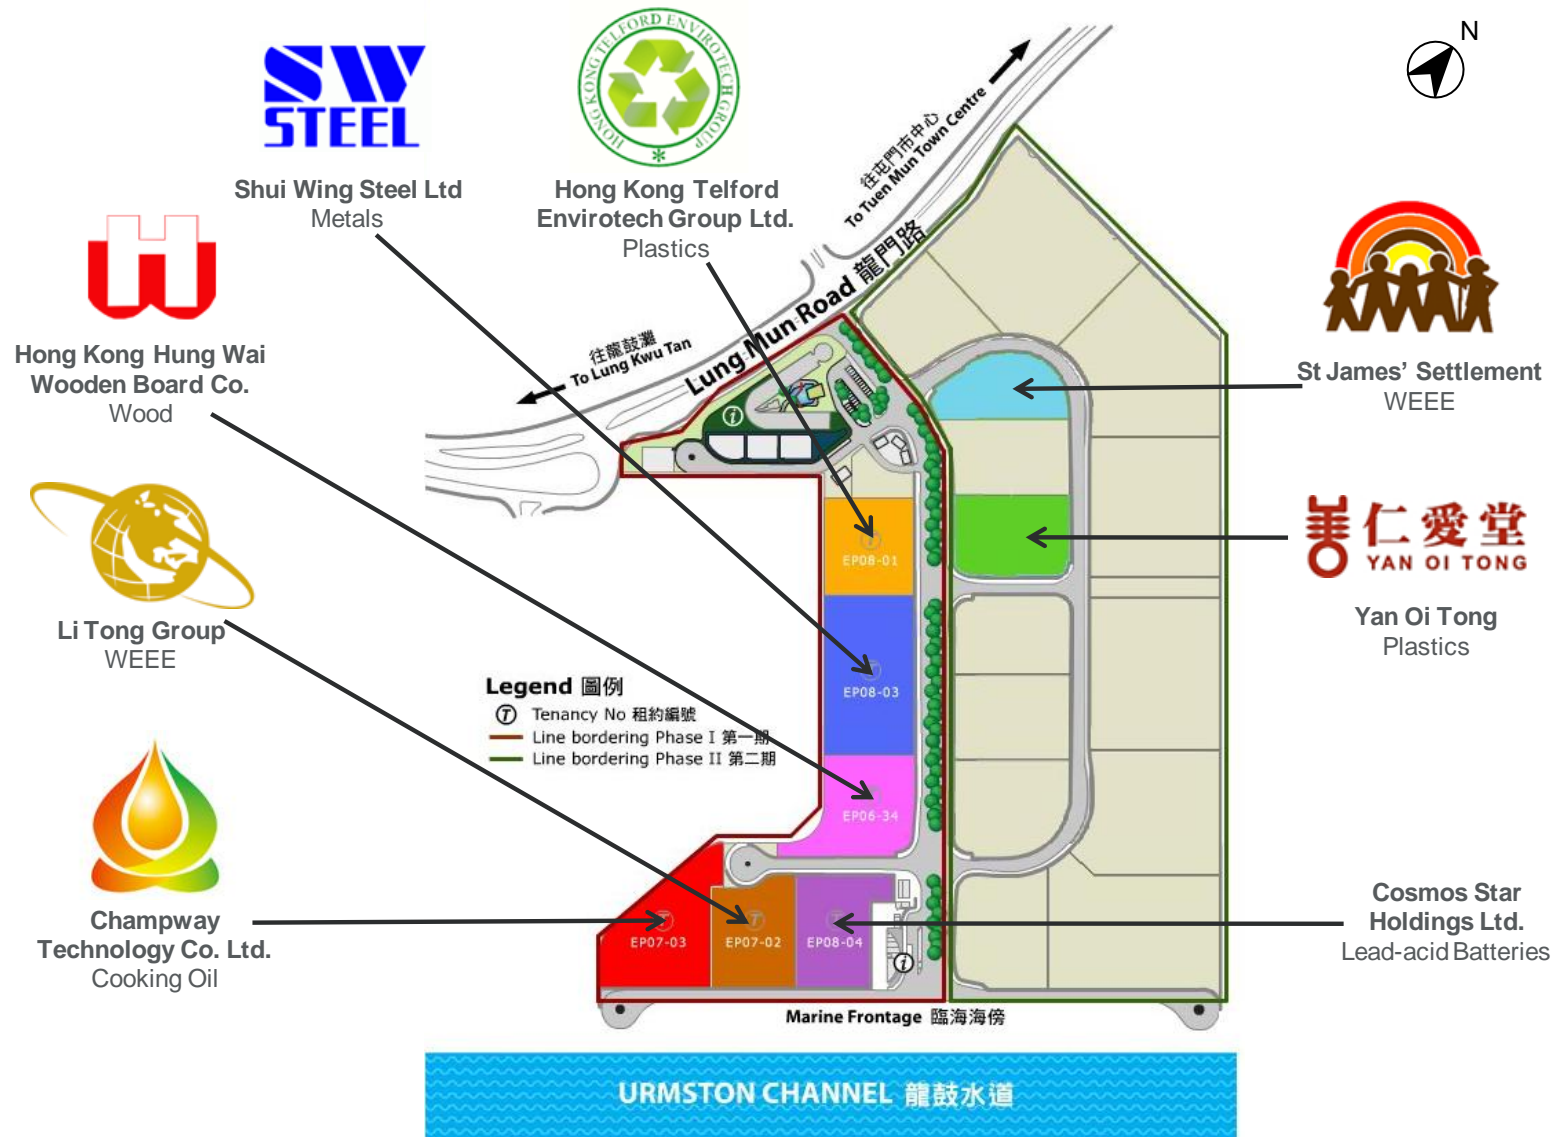 N
SW
STEEL
Shui Wing Steel Ltd
Metals
HONG KONG TELFORD ENVIROTECH GROUP
Hong Kong Telford
Envirotech Group Ltd.
Plastics
往屯門市中心
To Tuen Mun Town Centre
Lung Mun Road 龍門路
往龍鼓灘
To Lung Kwu Tan
Hong Kong Hung Wai
Wooden Board Co.
Wood
St James' Settlement
WEEE
仁愛堂
YAN OI TONG
Yan Oi Tong
Plastics
Li Tong Group
WEEE
i
T
EP08-01
T
EP08-03
EP06-34
Legend 圖例
T Tenancy No 租約編號
Line bordering Phase I 第一期
Line bordering Phase II 第二期
Champway
Technology Co. Ltd.
Cooking Oil
T
EP07-03
T
EP07-02
T
EP08-04
i
Cosmos Star
Holdings Ltd.
Lead-acid Batteries
Marine Frontage 臨海海傍
URMSTON CHANNEL 龍鼓水道